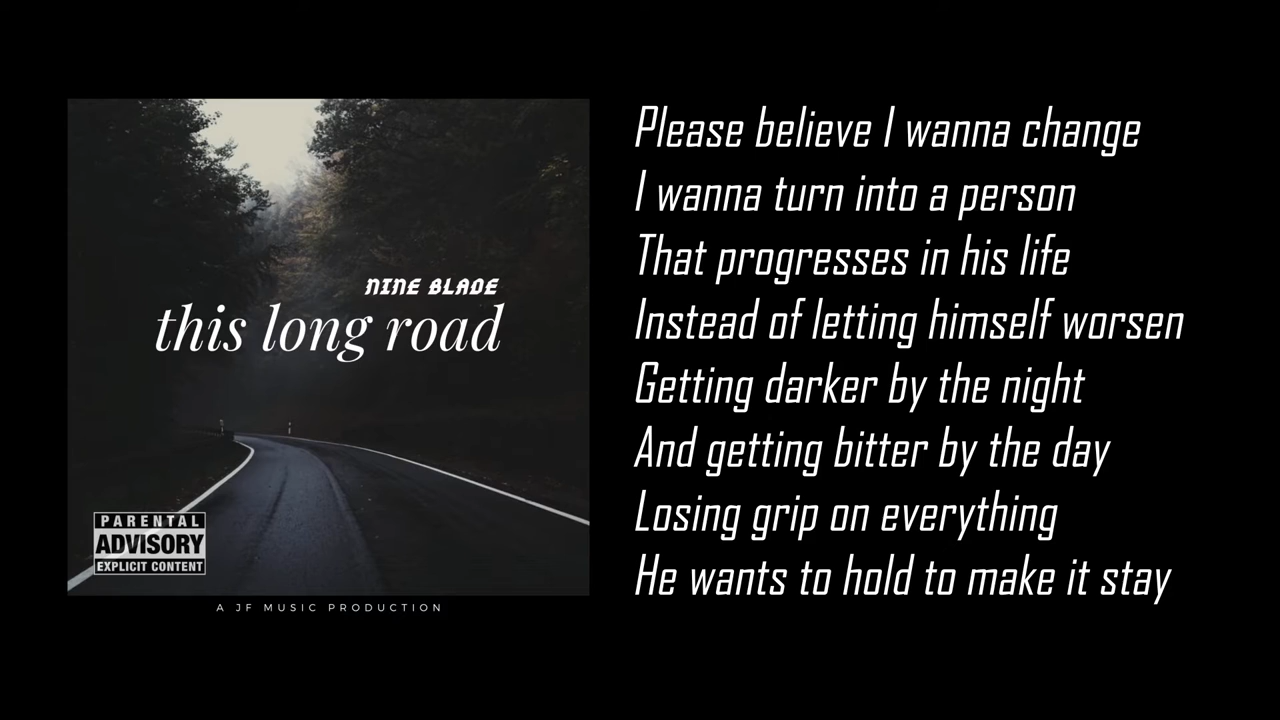 NINE BLADE
this long road
PARENTAL
ADVISORY
EXPLICIT CONTENT
A JF MUSIC PRODUCTION
Please believe I wanna change
I wanna turn into a person
That progresses in his life
Instead of letting himself worsen
Getting darker by the night
And getting bitter by the day
Losing grip on everything
He wants to hold to make it stay